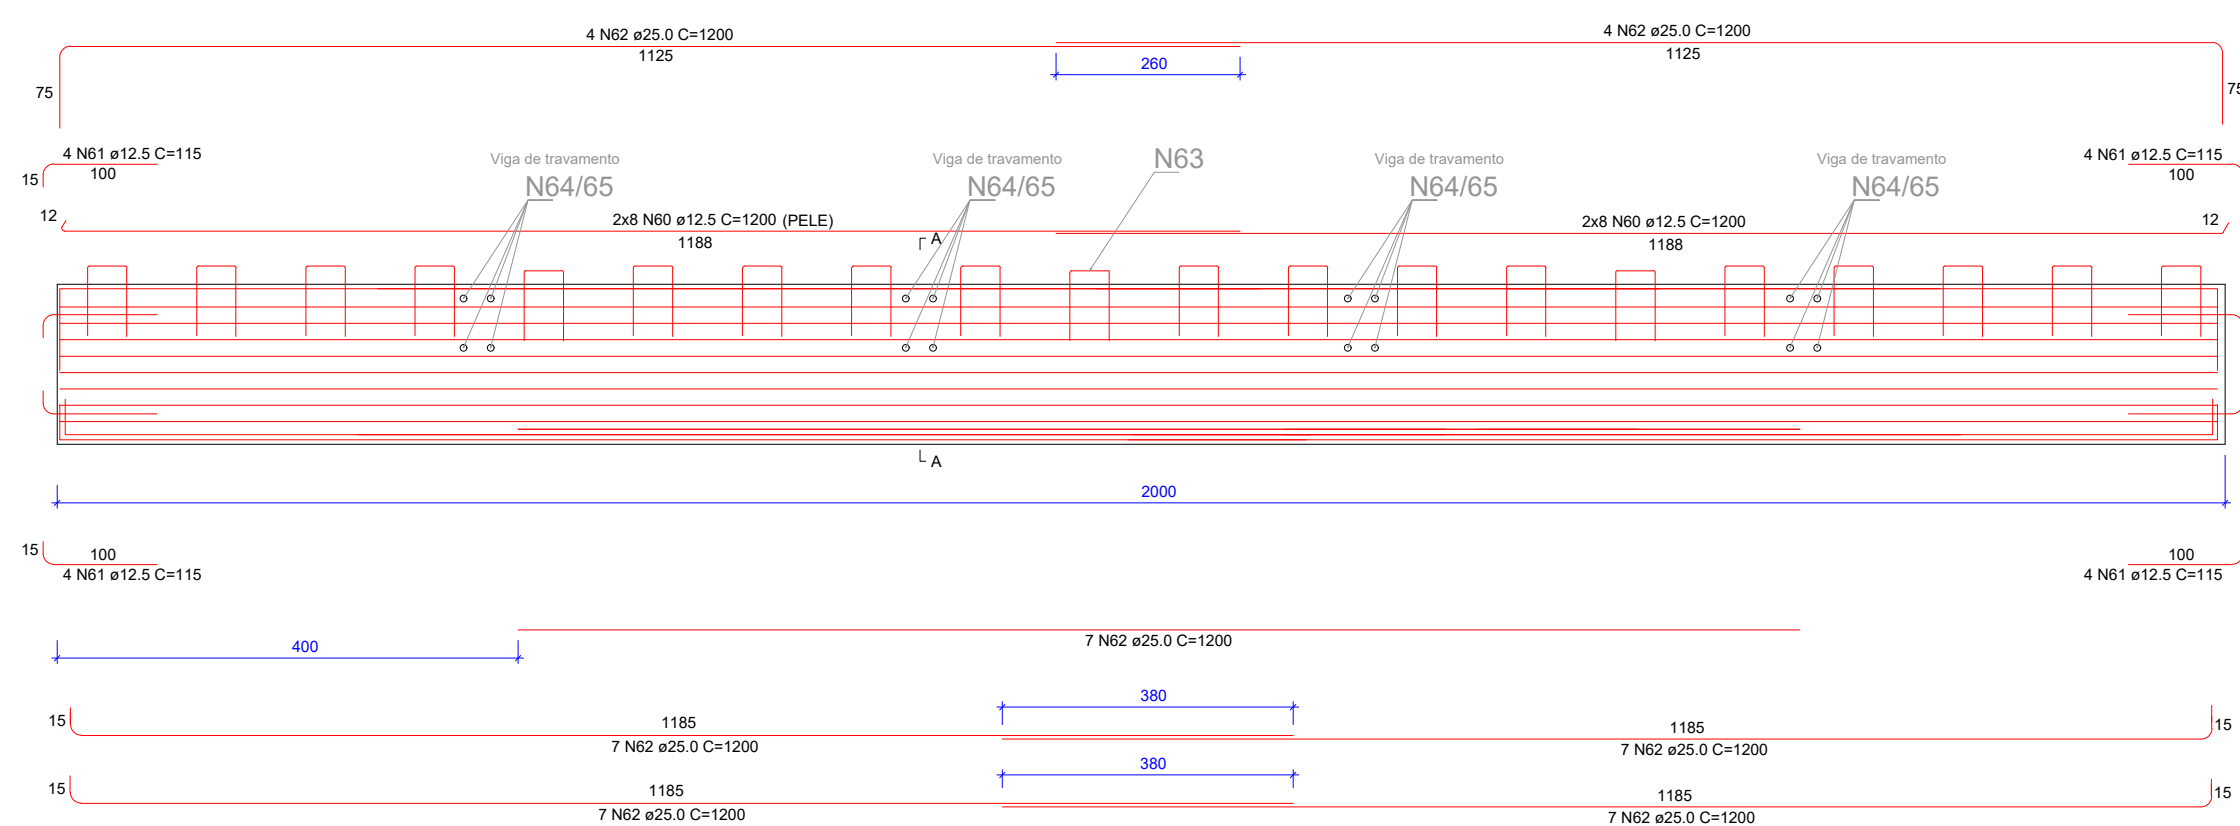 4 N62 ø25.0 C=1200
4 N62 ø25.0 C=1200
1125
260
1125
75
75
4 N61 ø12.5 C=115
100
15
Viga de travamento
N64/65
Viga de travamento
N64/65
N63
Viga de travamento
N64/65
Viga de travamento
N64/65
4 N61 ø12.5 C=115
100
12
2x8 N60 ø12.5 C=1200 (PELE)
1188
A
2x8 N60 ø12.5 C=1200
1188
12
A
2000
15
100
4 N61 ø12.5 C=115
100
4 N61 ø12.5 C=115
400
7 N62 ø25.0 C=1200
380
15
1185
7 N62 ø25.0 C=1200
1185
7 N62 ø25.0 C=1200
15
380
15
1185
7 N62 ø25.0 C=1200
1185
7 N62 ø25.0 C=1200
15